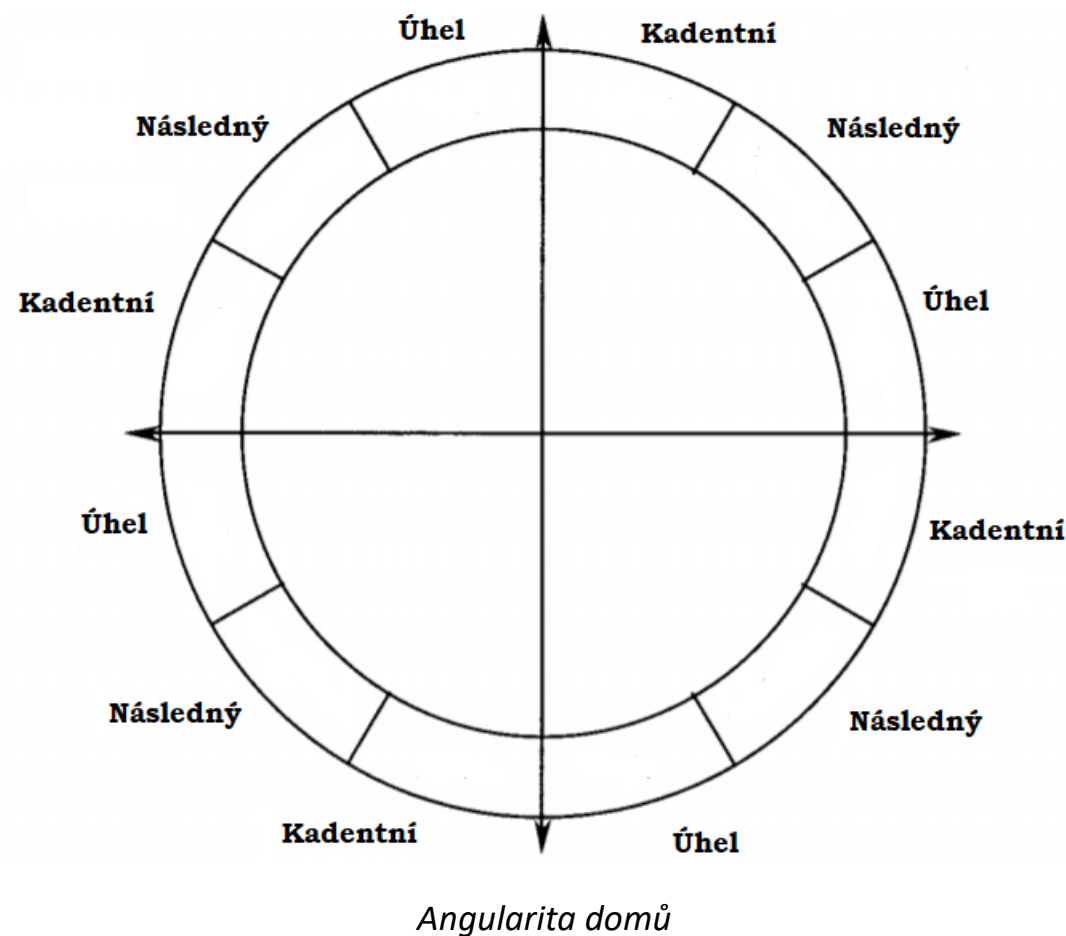 Úhel
Kadentní
Následný
Následný
Kadentní
Úhel
Úhel
Kadentní
Následný
Následný
Kadentní
Úhel
Angularita domů